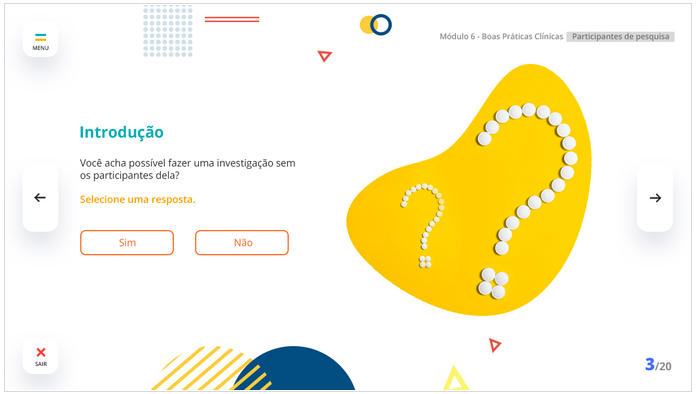 MENU
Módulo 6 - Boas Práticas Clínicas Participantes de pesquisa
Introdução
Você acha possível fazer uma investigação sem
os participantes dela?
Selecione uma resposta.
Sim Não
SAIR
3/20